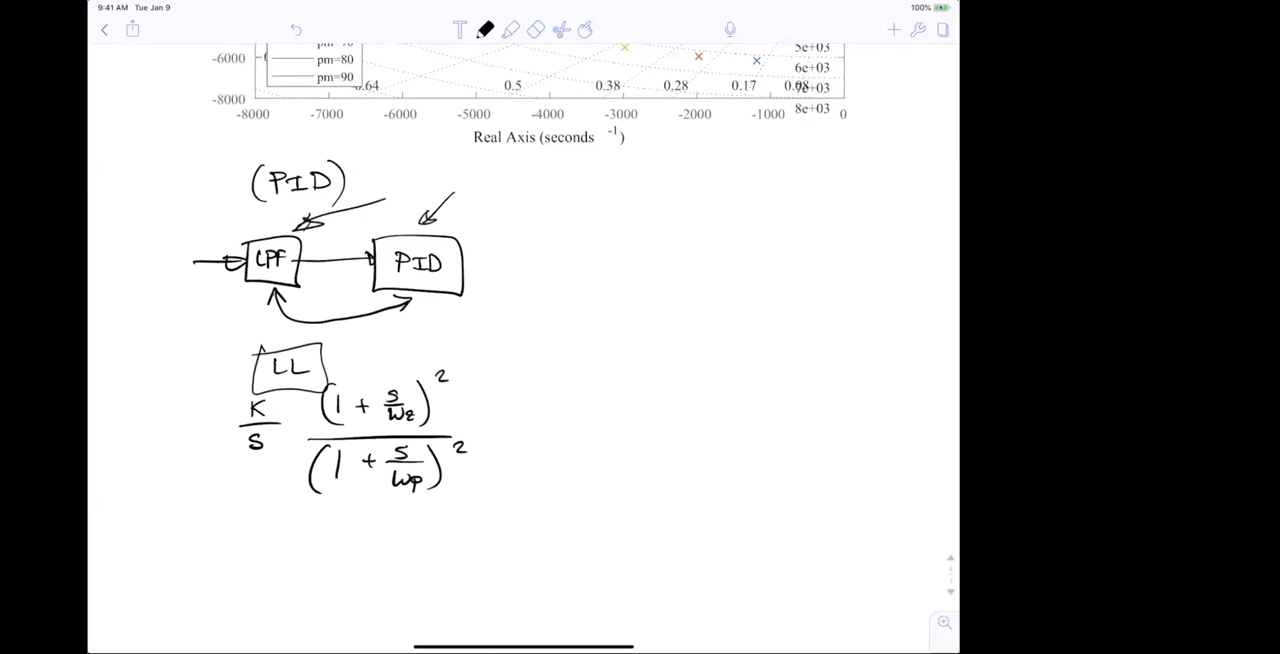 9:41 AM Tue Jan 9
100%
-6000
-8000
pm=80
pm=90
0.64
0.5
0.38
0.28
0.17
5e+03
6e+03
8e+03
-8000 -7000 -6000 -5000 -4000 -3000 -2000 -1000 0
Real Axis (seconds -1)
(PID)
LPF
PID
LL
K
S
(1 + s/wz)²
(1 + s/wp)²